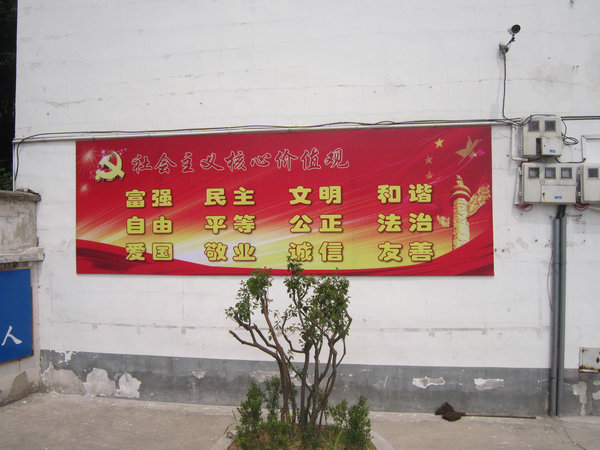 社会主义核心价值观
富强 民主 文明 和谐
自由 平等 公正 法治
爱国 敬业 诚信 友善
人